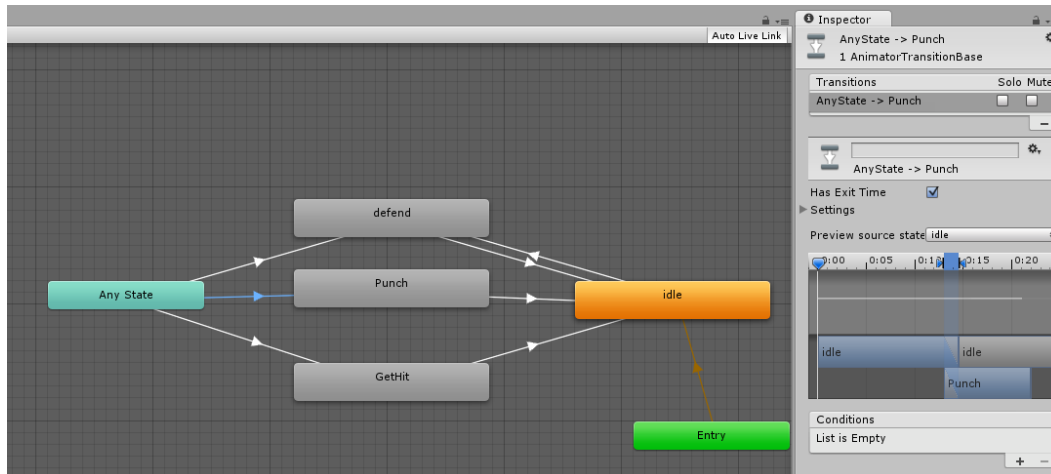 Auto Live Link
defend
Any State
Punch
idle
GetHit
Entry
Inspector
AnyState -> Punch
1 AnimatorTransitionBase
Transitions Solo Mute
AnyState -> Punch
AnyState -> Punch
Has Exit Time
Settings
Preview source state idle
0:00 0:05 0:15 0:20
idle idle
Punch
Conditions
List is Empty